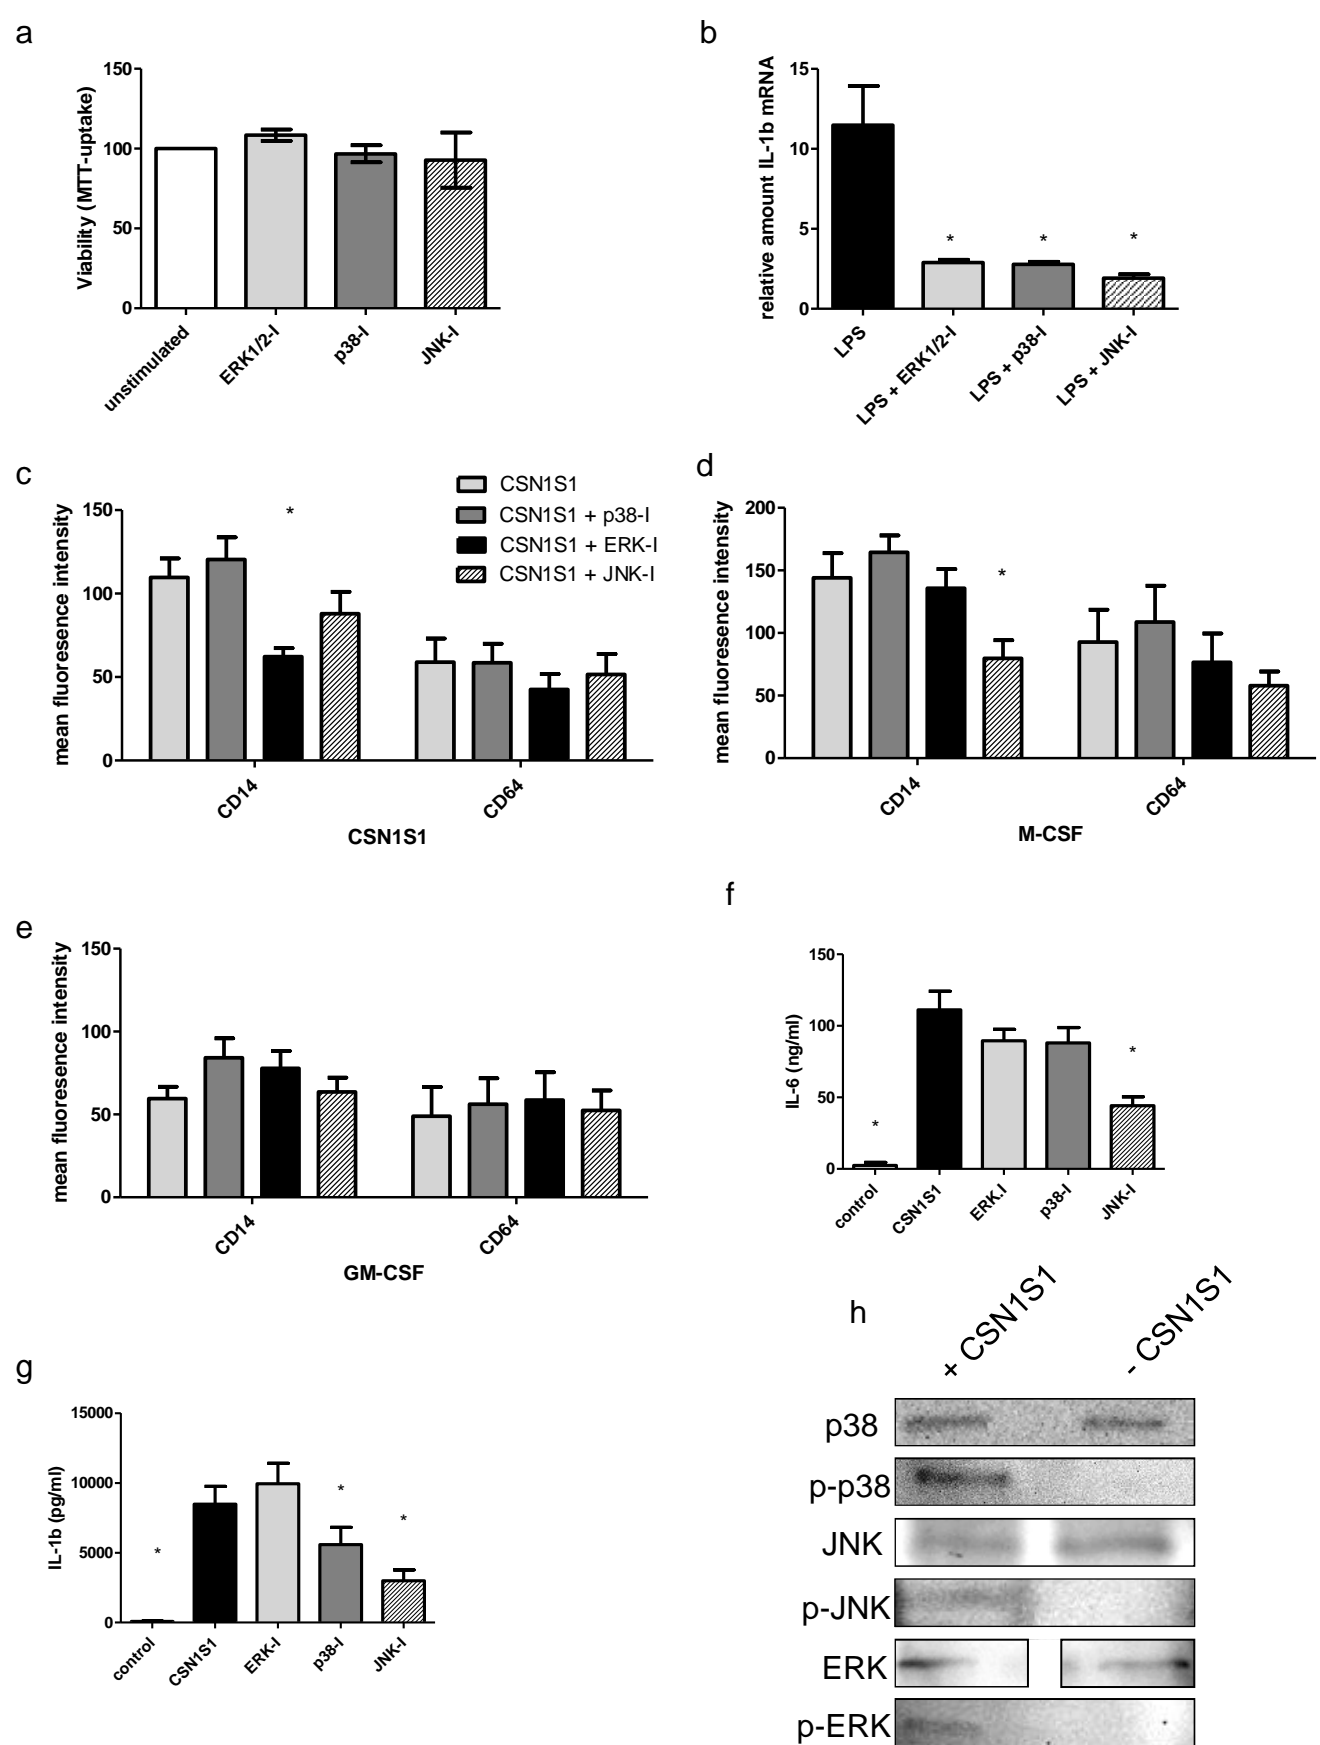 a
Viability (MTT-uptake)
150
100
50
0
unstimulated
ERK1/2-I
p38-I
JNK-I
b
relative amount IL-1b mRNA
15
10
5
0
*
*
*
LPS
LPS + ERK1/2-I
LPS + p38-I
LPS + JNK-I
c
mean fluoresence intensity
150
100
50
0
*
CSN1S1
CSN1S1 + p38-I
CSN1S1 + ERK-I
CSN1S1 + JNK-I
CD14
CD64
CSN1S1
d
mean fluoresence intensity
200
150
100
50
0
*
CD14
CD64
M-CSF
e
mean fluoresence intensity
150
100
50
0
CD14
CD64
GM-CSF
f
IL-6 (ng/ml)
150
100
50
0
*
*
control
CSN1S1
ERK.I
p38-I
JNK-I
g
IL-1b (pg/ml)
15000
10000
5000
0
*
*
*
control
CSN1S1
ERK-I
p38-I
JNK-I
h
+ CSN1S1
- CSN1S1
p38
p-p38
JNK
p-JNK
ERK
p-ERK